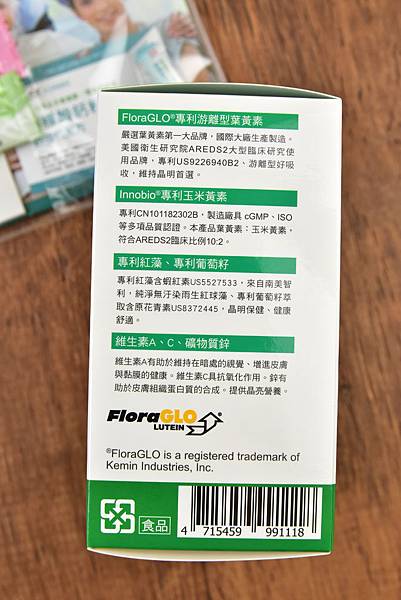 FloraGLO®專利游離型葉黃素
嚴選葉黃素第一大品牌，國際大廠生產製造。
美國衛生研究院AREDS2大型臨床研究使
用品牌，專利US9226940B2、游離型好吸
收，維持晶明首選。
Innobio®專利玉米黃素
專利CN101182302B，製造廠具 cGMP、ISO
等多項品質認證。本產品葉黃素：玉米黃素，
符合AREDS2臨床比例10:2。
專利紅藻、專利葡萄籽
專利紅藻含蝦紅素US5527533，來自南美智
利，純淨無汙染雨生紅球藻、專利葡萄籽萃
取含原花青素US8372445，晶明保健、健康
舒適。
維生素A、C、礦物質鋅
維生素A有助於維持在暗處的視覺、增進皮膚
與黏膜的健康。維生素C具抗氧化作用。鋅有
助於皮膚組織蛋白質的合成。提供晶亮營養。
FloraGLO
LUTEIN
®FloraGLO is a registered trademark of
Kemin Industries, Inc.
食品
4 715459 991118